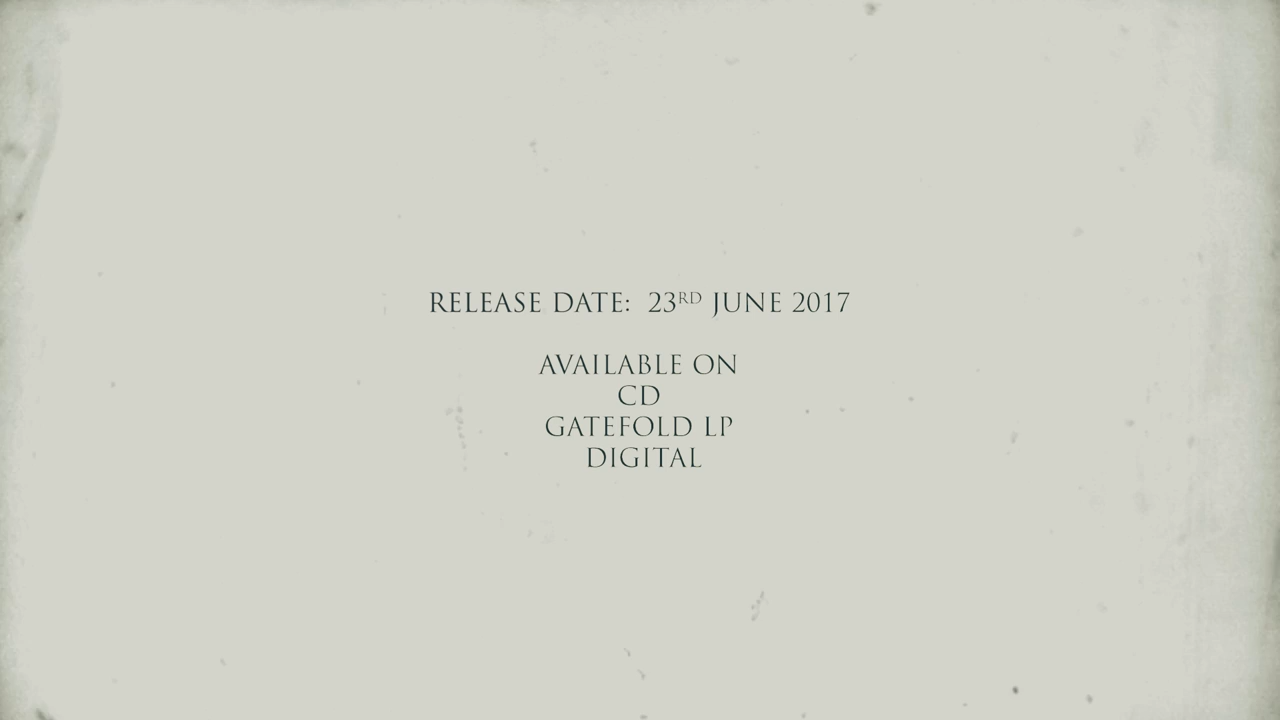 RELEASE DATE: 23RD JUNE 2017
AVAILABLE ON
CD
GATEFOLD LP
DIGITAL